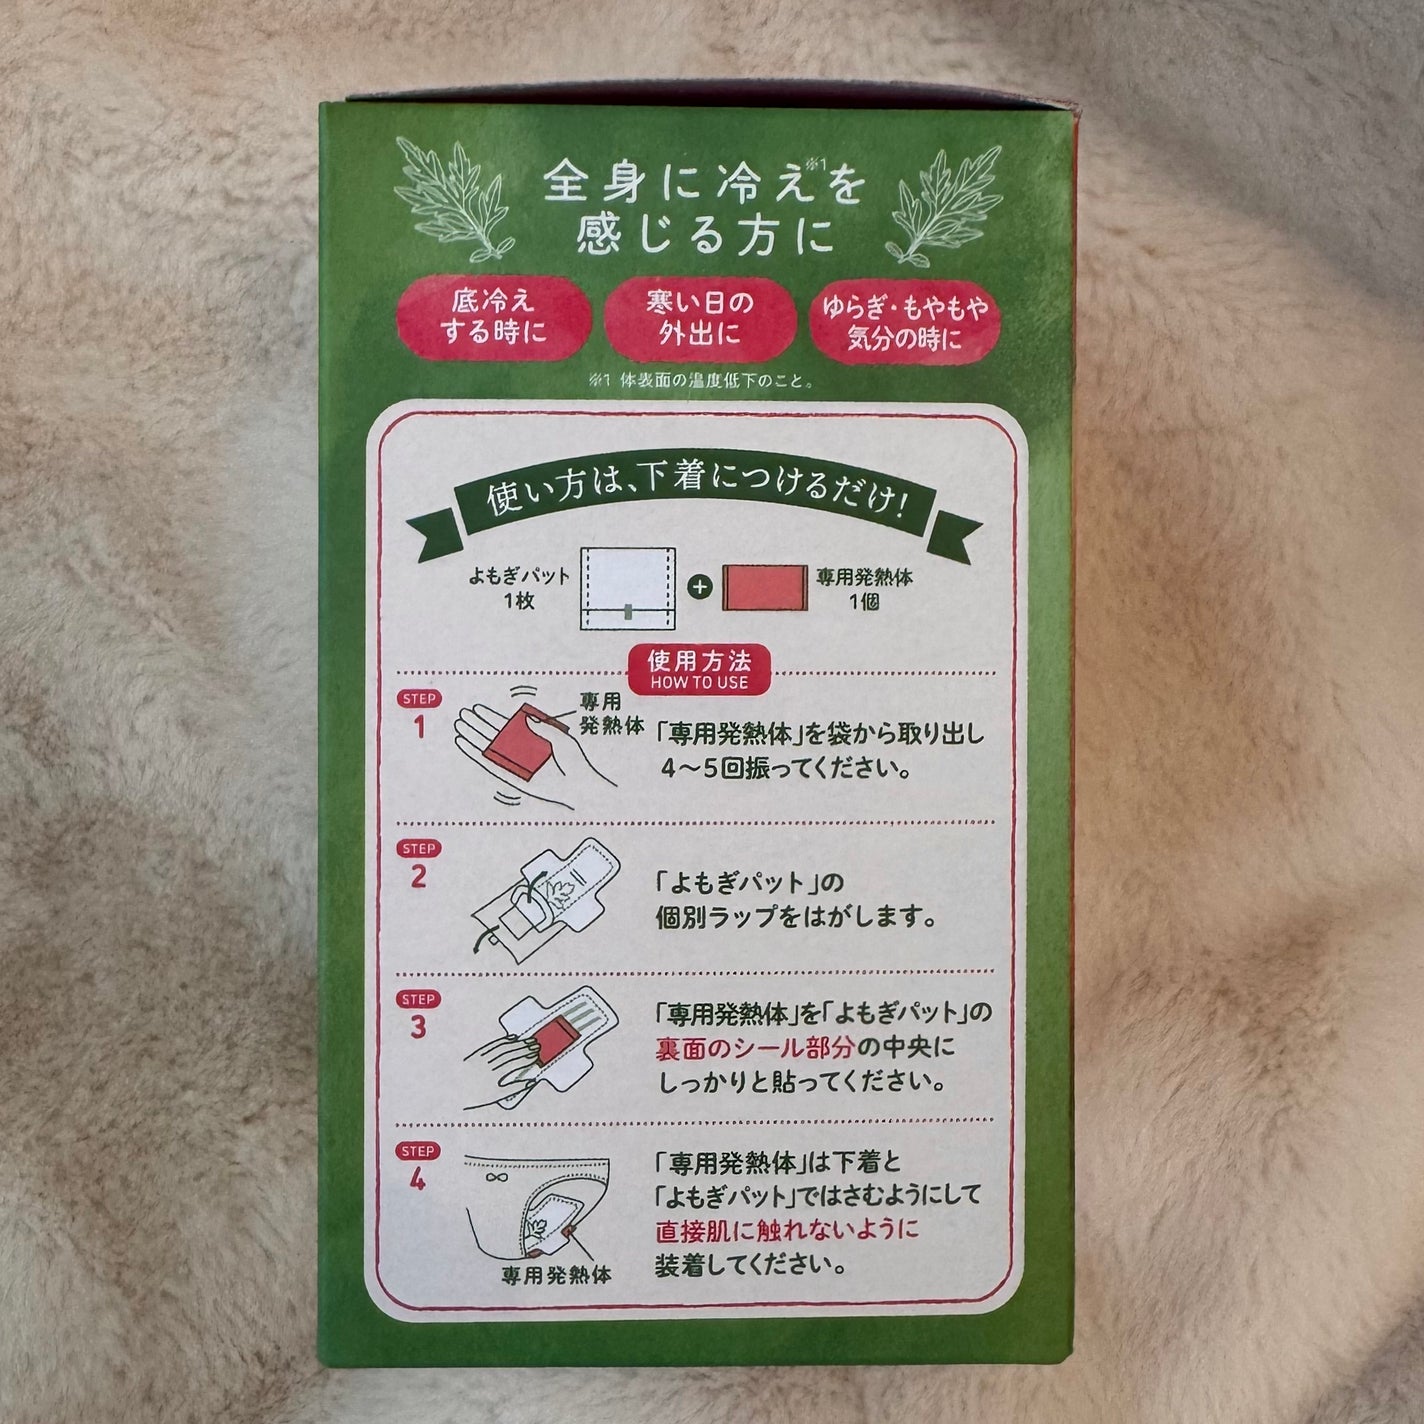 全身に冷え※1を
感じる方に
底冷え
する時に
寒い日の
外出に
ゆらぎ・もやもや
気分の時に
※1 体表面の温度低下のこと。
使い方は、下着につけるだけ!
よもぎパット
1枚
+
専用発熱体
1個
使用方法
HOW TO USE
STEP
1
専用
発熱体
「専用発熱体」を袋から取り出し
4〜5回振ってください。
STEP
2
「よもぎパット」の
個別ラップをはがします。
STEP
3
「専用発熱体」を「よもぎパット」の
裏面のシール部分の中央に
しっかりと貼ってください。
STEP
4
専用発熱体
「専用発熱体」は下着と
「よもぎパット」ではさむようにして
直接肌に触れないように
装着してください。